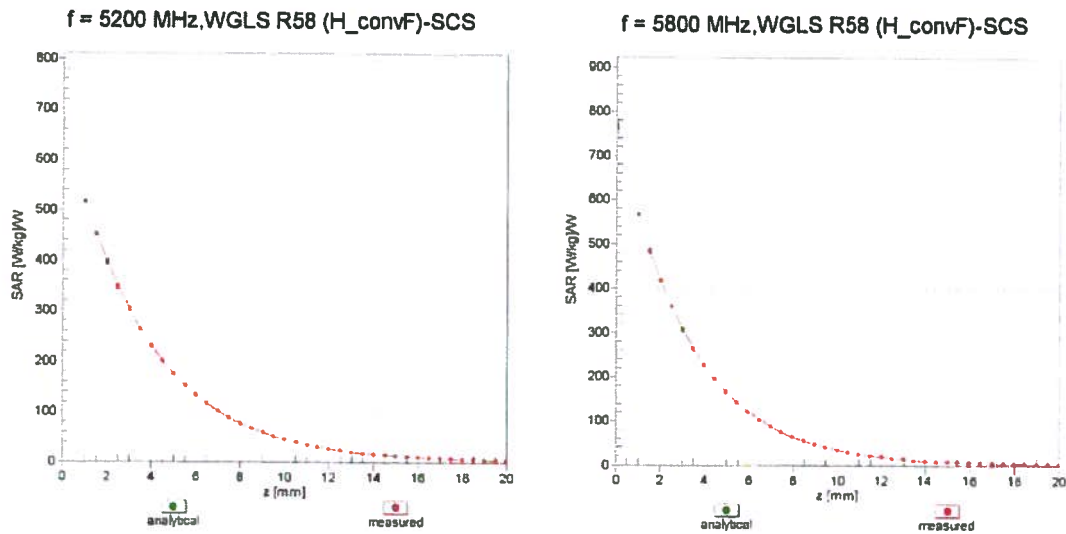 f = 5200 MHz,WGLS R58 (H_convF)-SCS
800
700
600
500
400
300
200
100
0
SAR [W/kg]/W
0 2 4 6 8 10 12 14 16 18 20
z [mm]
analytical measured
f = 5800 MHz,WGLS R58 (H_convF)-SCS
900
800
700
600
500
400
300
200
100
0
SAR [W/kg]/W
0 2 4 6 8 10 12 14 16 18 20
z [mm]
analytical measured